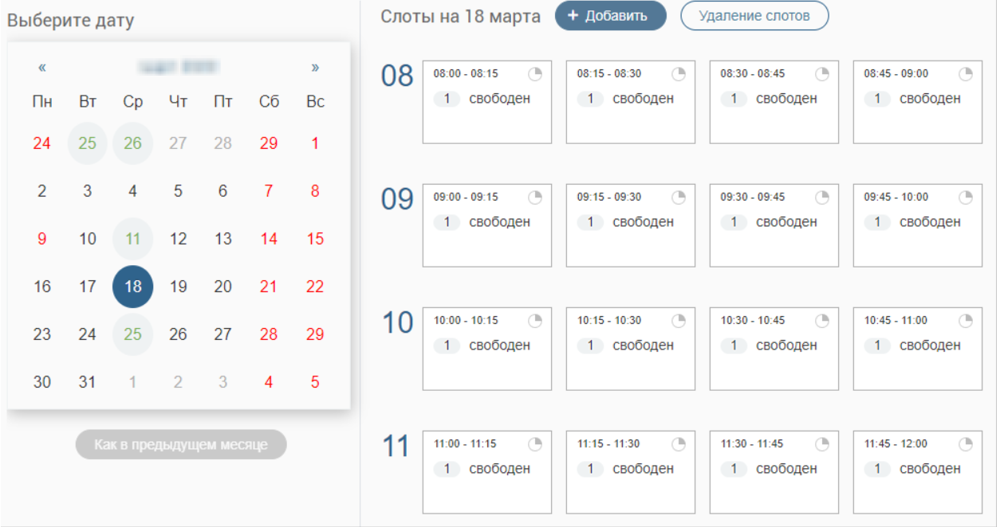 Выберите дату
« »
Пн Вт Ср Чт Пт Сб Вс
24 25 26 27 28 29 1
2 3 4 5 6 7 8
9 10 11 12 13 14 15
16 17 18 19 20 21 22
23 24 25 26 27 28 29
30 31 1 2 3 4 5
Как в предыдущем месяце
Слоты на 18 марта + Добавить Удаление слотов
08
08:00 - 08:15
1 свободен
08:15 - 08:30
1 свободен
08:30 - 08:45
1 свободен
08:45 - 09:00
1 свободен
09
09:00 - 09:15
1 свободен
09:15 - 09:30
1 свободен
09:30 - 09:45
1 свободен
09:45 - 10:00
1 свободен
10
10:00 - 10:15
1 свободен
10:15 - 10:30
1 свободен
10:30 - 10:45
1 свободен
10:45 - 11:00
1 свободен
11
11:00 - 11:15
1 свободен
11:15 - 11:30
1 свободен
11:30 - 11:45
1 свободен
11:45 - 12:00
1 свободен